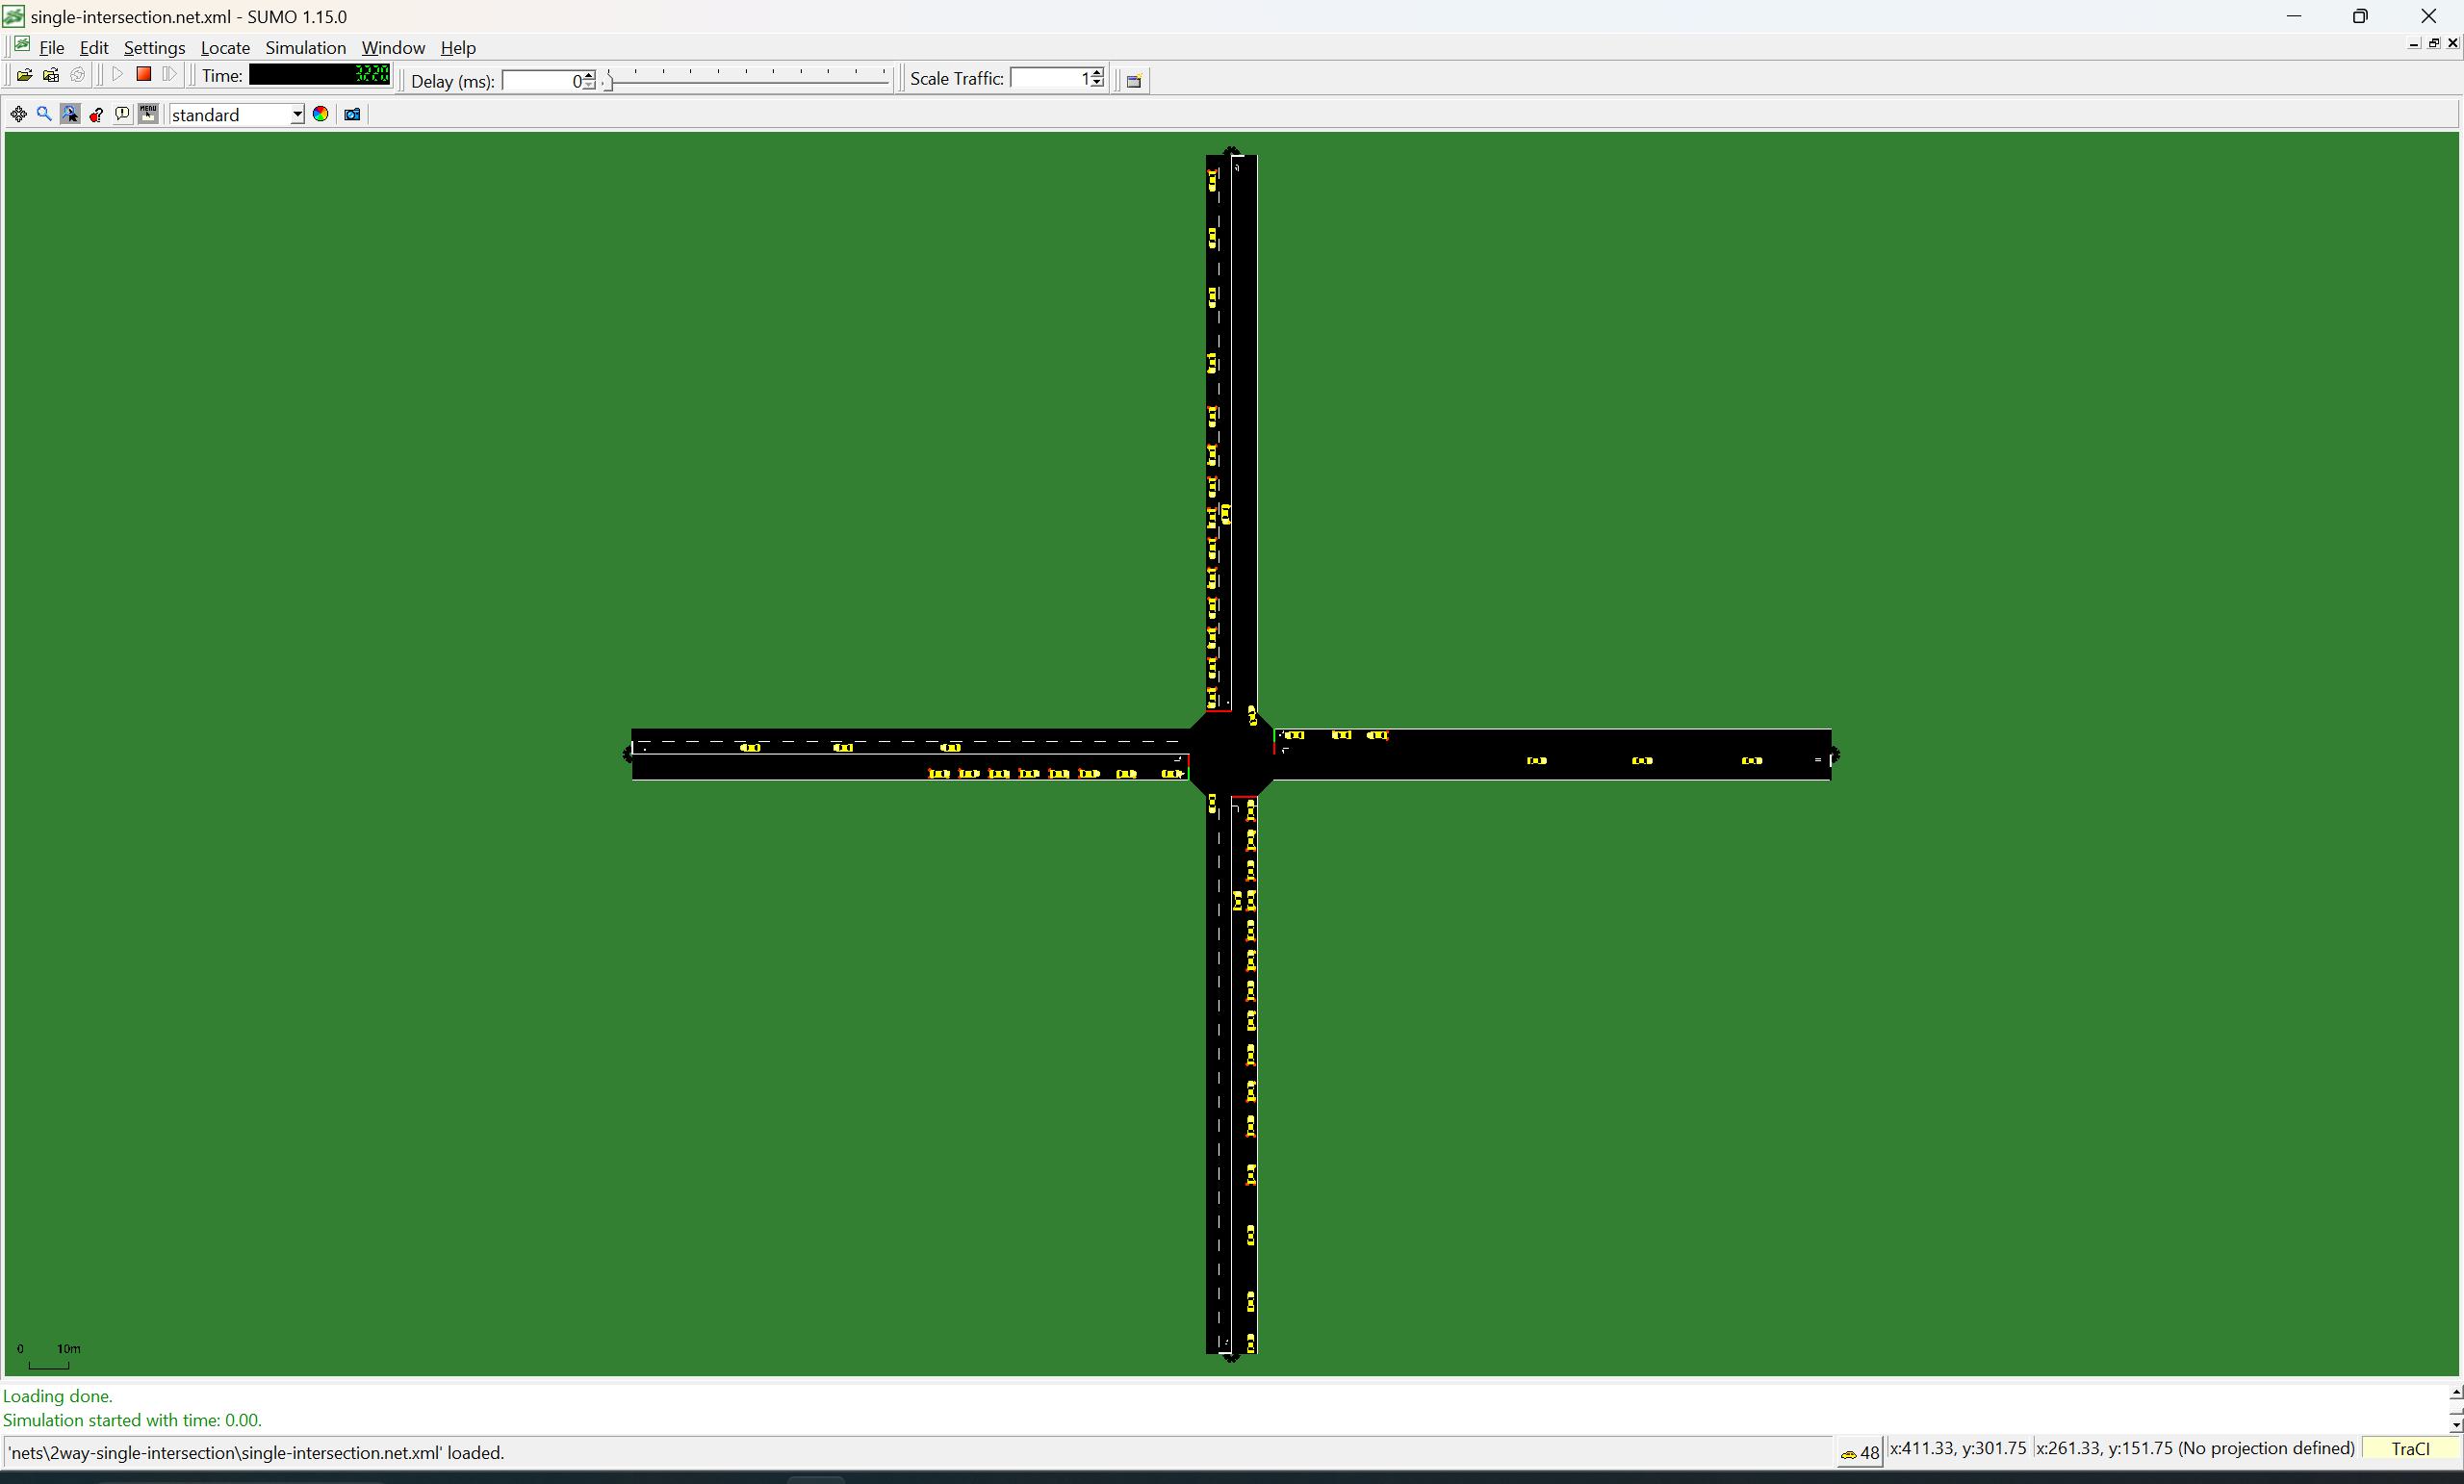 single-intersection.net.xml - SUMO 1.15.0
File Edit Settings Locate Simulation Window Help
Time: 3220 Delay (ms): 0 Scale Traffic: 1
MENU standard
0 10m
Loading done.
Simulation started with time: 0.00.
'nets\2way-single-intersection\single-intersection.net.xml' loaded. 48 x:411.33, y:301.75 x:261.33, y:151.75 (No projection defined) TraCI